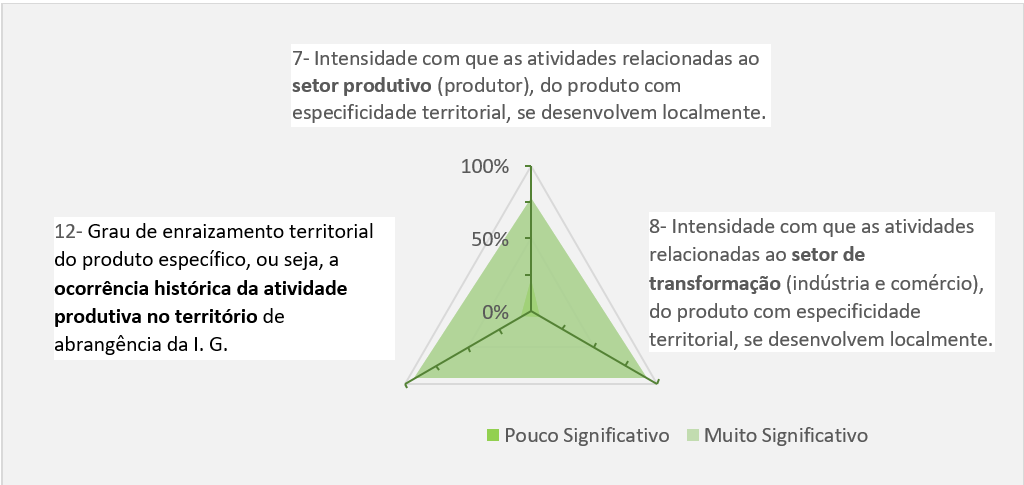 7- Intensidade com que as atividades relacionadas ao
setor produtivo (produtor), do produto com
especificidade territorial, se desenvolvem localmente.
100%
50%
0%
12- Grau de enraizamento territorial
do produto específico, ou seja, a
ocorrência histórica da atividade
produtiva no território de
abrangência da I. G.
8- Intensidade com que as atividades
relacionadas ao setor de
transformação (indústria e comércio),
do produto com especificidade
territorial, se desenvolvem localmente.
Pouco Significativo
Muito Significativo